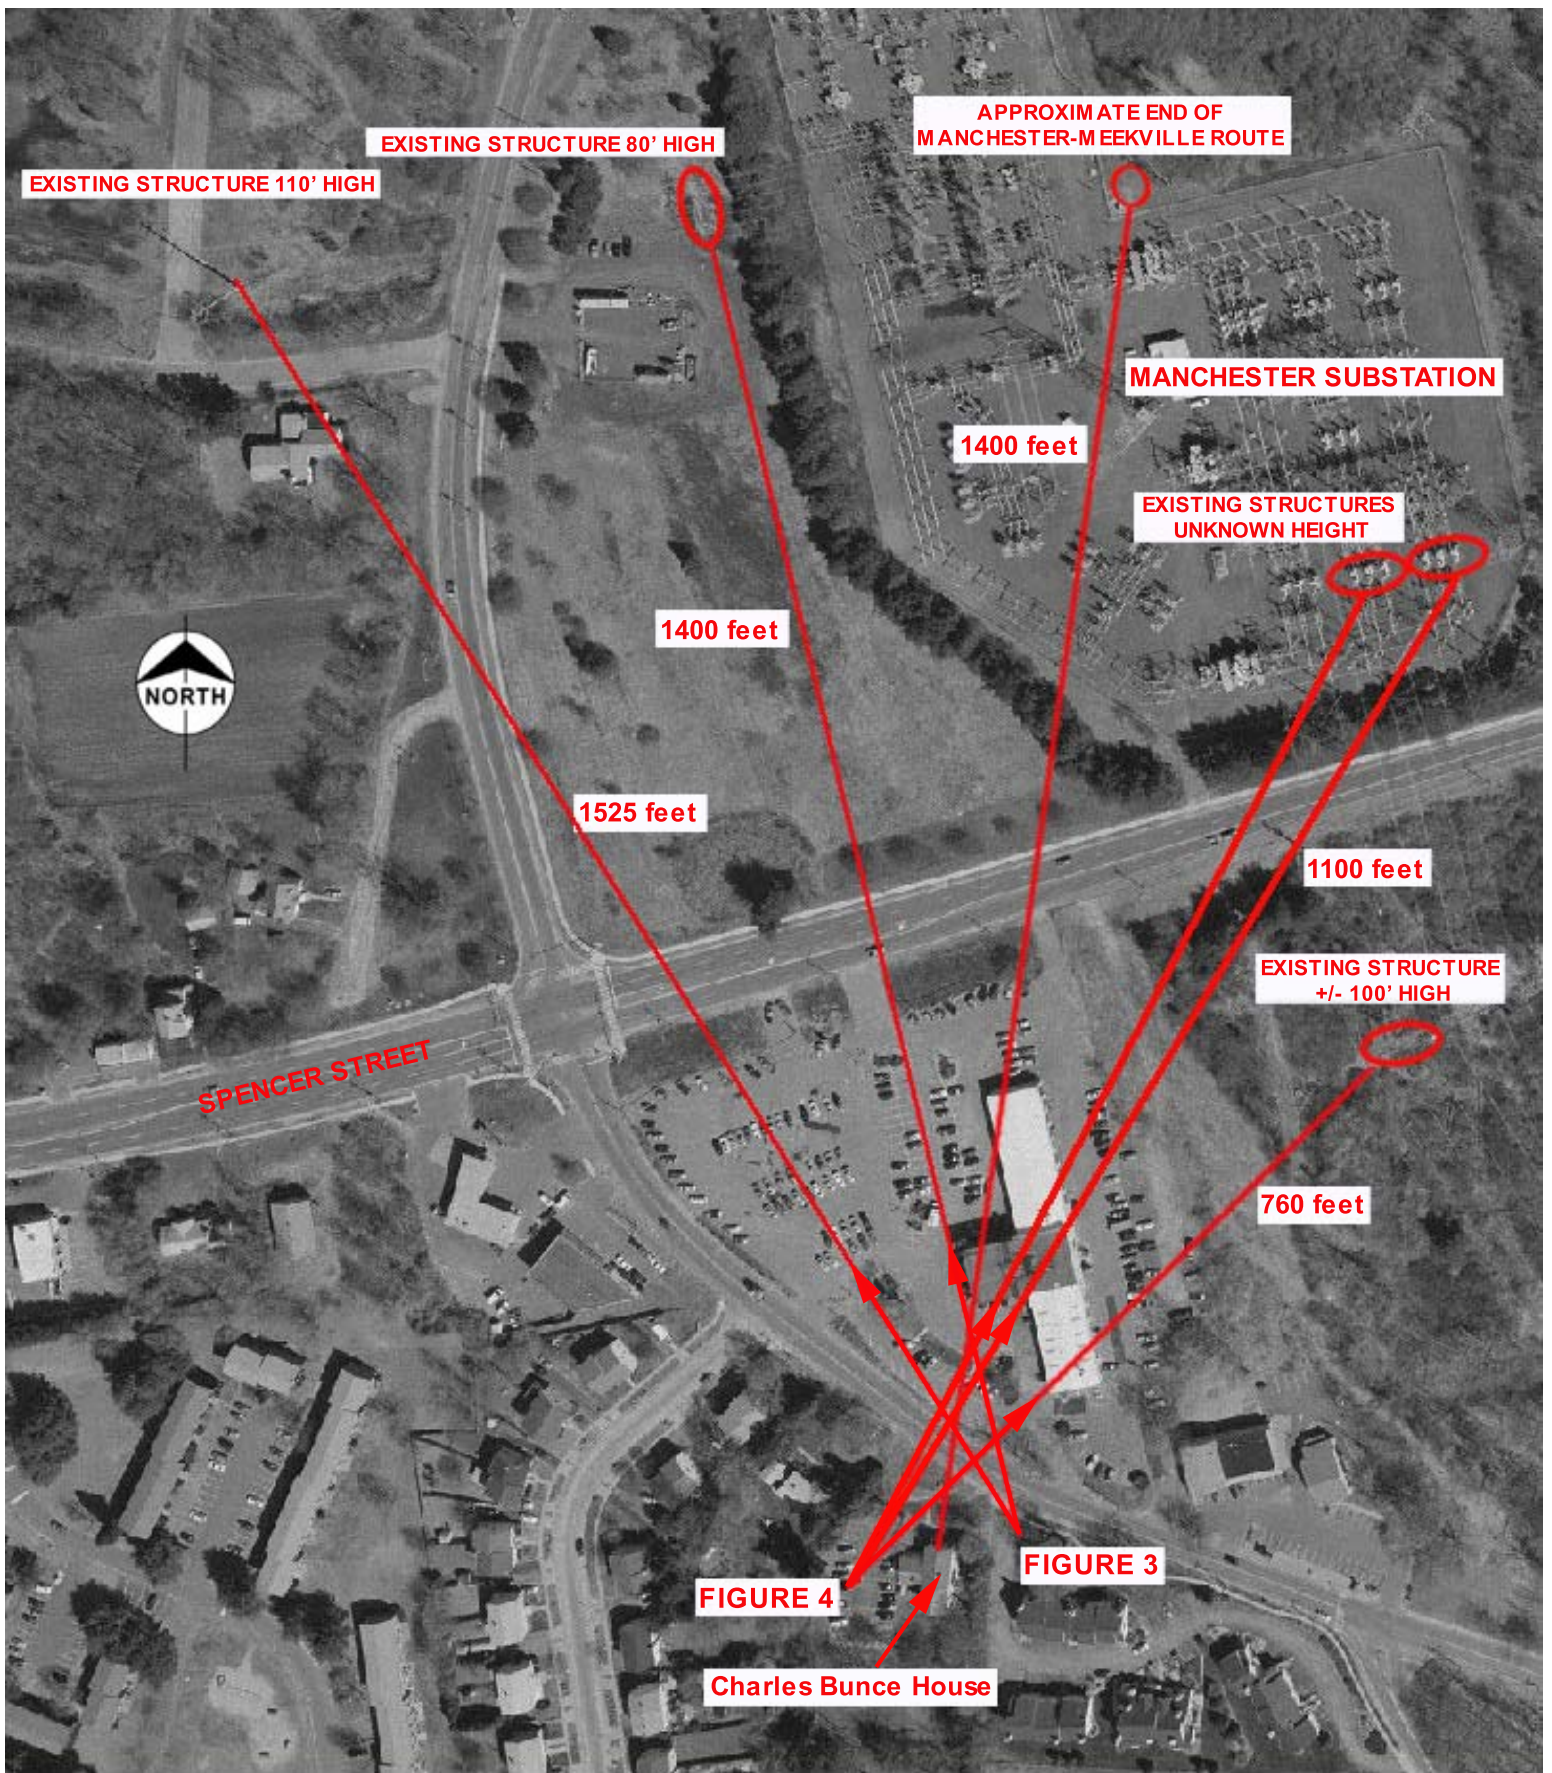 APPROXIMATE END OF
MANCHESTER-MEEKVILLE ROUTE
EXISTING STRUCTURE 80' HIGH
EXISTING STRUCTURE 110' HIGH
MANCHESTER SUBSTATION
1400 feet
EXISTING STRUCTURES
UNKNOWN HEIGHT
1400 feet
NORTH
1525 feet
1100 feet
EXISTING STRUCTURE
+/- 100' HIGH
SPENCER STREET
760 feet
FIGURE 3
FIGURE 4
Charles Bunce House